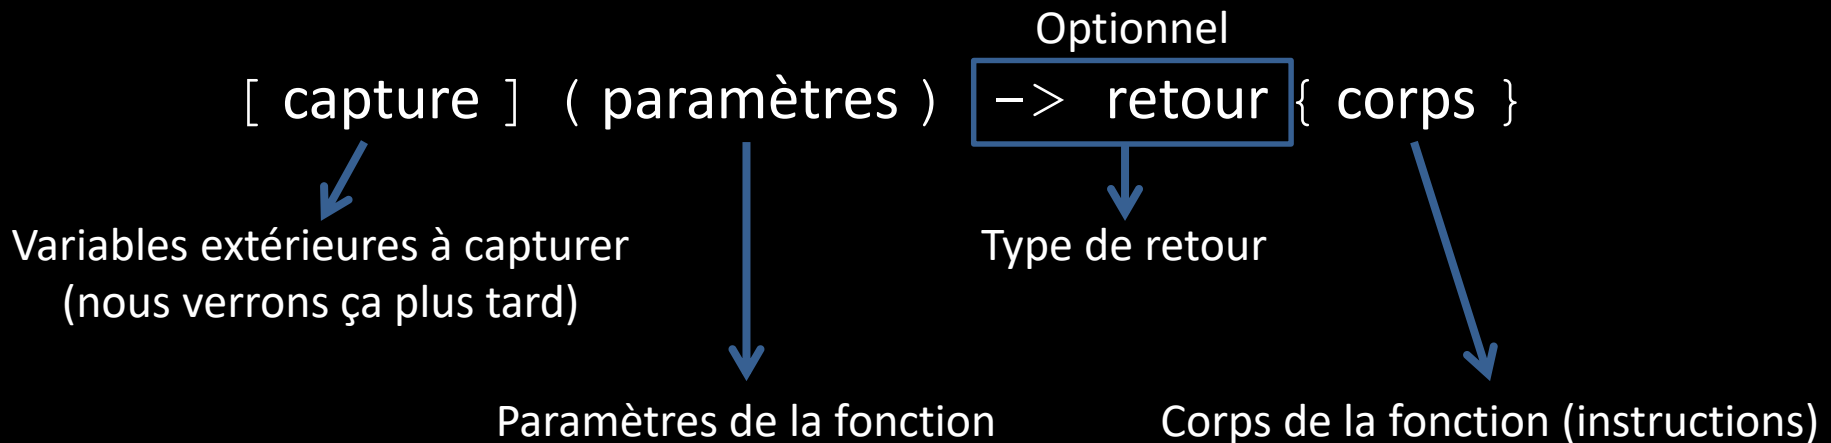 Optionnel
[ capture ] ( paramètres ) -> retour { corps }
Variables extérieures à capturer
(nous verrons ça plus tard)
Type de retour
Paramètres de la fonction
Corps de la fonction (instructions)